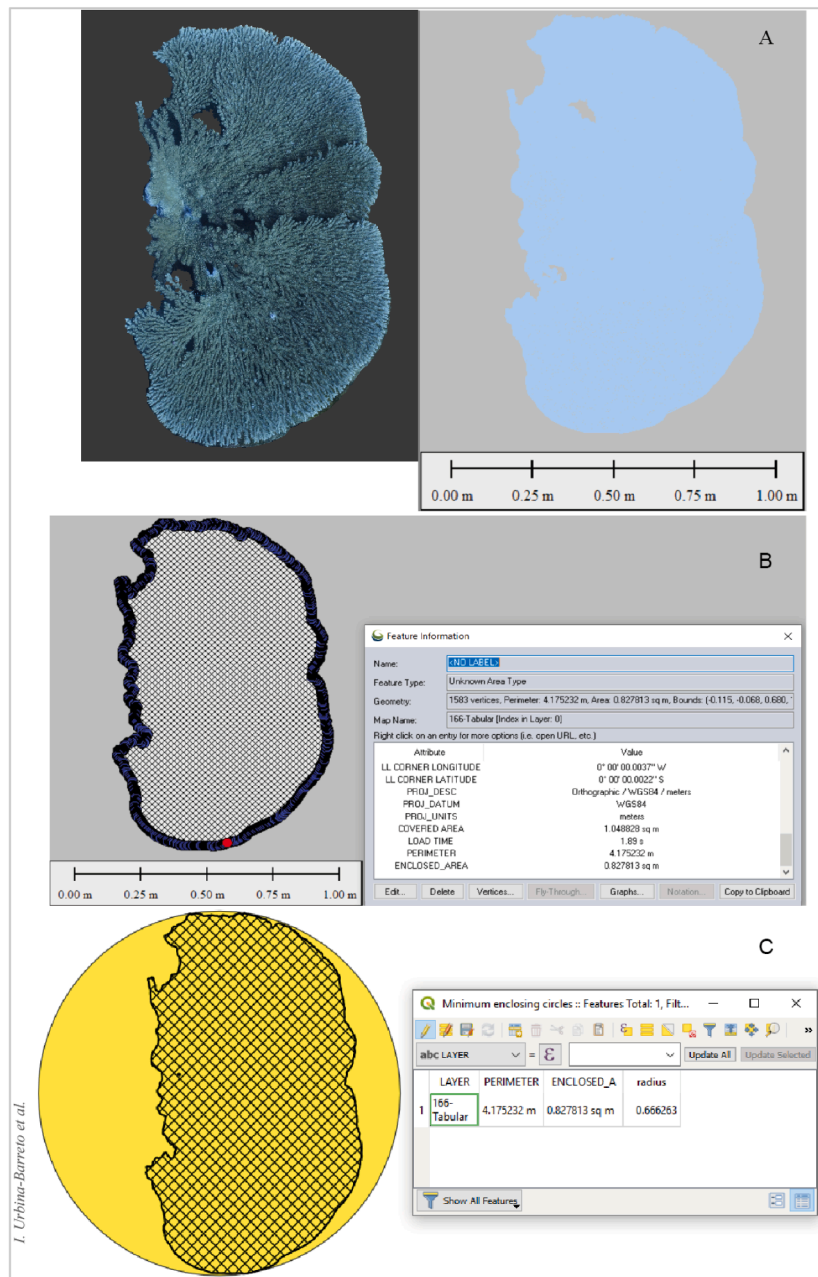 A
0.00 m 0.25 m 0.50 m 0.75 m 1.00 m
B
Feature Information
Name: <NO LABEL>
Feature Type: Unknown Area Type
Geometry: 1583 vertices, Perimeter: 4.175232 m, Area: 0.827813 sq m, Bounds: (-0.115, -0.068, 0.680,
Map Name: 166-Tabular [Index in Layer: 0]
Right click on an entry for more options (i.e. open URL, etc.)
Attribute Value
LL CORNER LONGITUDE 0° 00' 00.0037" W
LL CORNER LATITUDE 0° 00' 00.0022" S
PROJ_DESC Orthographic / WGS84 / meters
PROJ_DATUM WGS84
PROJ_UNITS meters
COVERED AREA 1.048828 sq m
LOAD TIME 1.89 s
PERIMETER 4.175232 m
ENCLOSED_AREA 0.827813 sq m
Edit... Delete Vertices... Fly-Through... Graphs... Notation... Copy to Clipboard
0.00 m 0.25 m 0.50 m 0.75 m 1.00 m
C
Minimum enclosing circles :: Features Total: 1, Filt...
abc LAYER = ε Update All Update Selected
LAYER PERIMETER ENCLOSED_A radius
1 166-Tabular 4.175232 m 0.827813 sq m 0.666263
Show All Features
I. Urbina-Barreto et al.